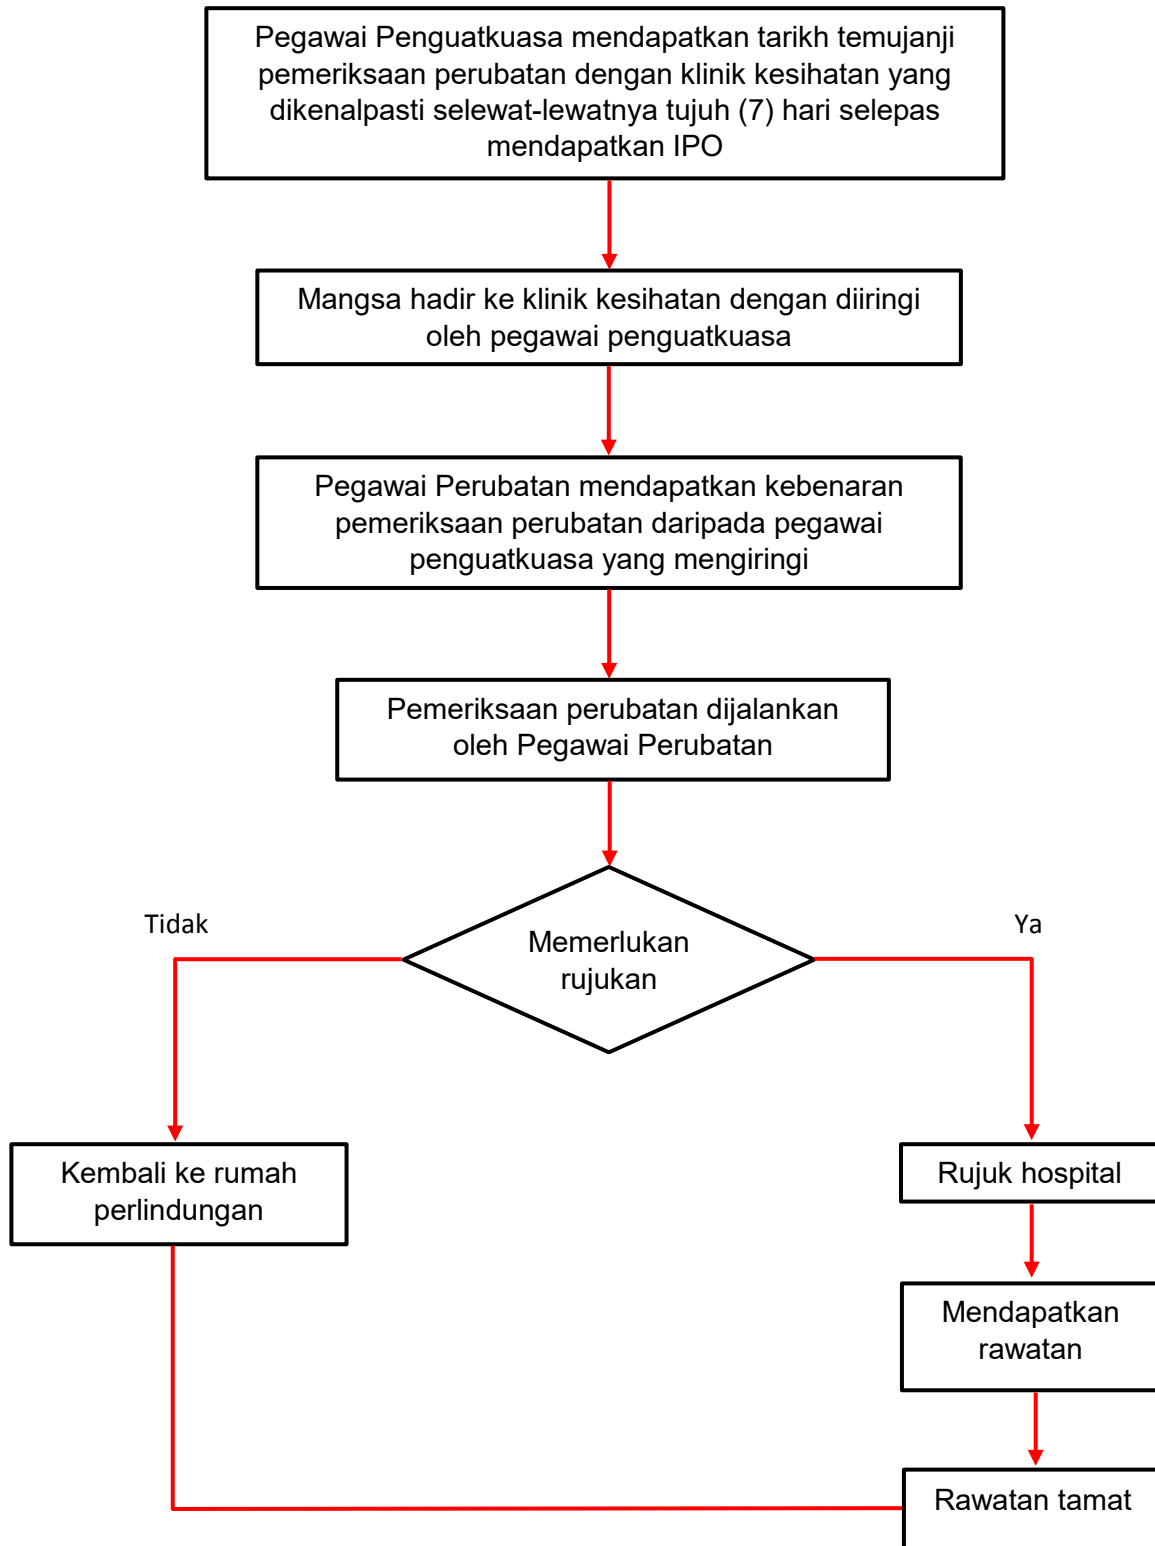 Pegawai Penguatkuasa mendapatkan tarikh temujanji
pemeriksaan perubatan dengan klinik kesihatan yang
dikenalpasti selewat-lewatnya tujuh (7) hari selepas
mendapatkan IPO
Mangsa hadir ke klinik kesihatan dengan diiringi
oleh pegawai penguatkuasa
Pegawai Perubatan mendapatkan kebenaran
pemeriksaan perubatan daripada pegawai
penguatkuasa yang mengiringi
Pemeriksaan perubatan dijalankan
oleh Pegawai Perubatan
Memerlukan
rujukan
Tidak
Ya
Kembali ke rumah
perlindungan
Rujuk hospital
Mendapatkan
rawatan
Rawatan tamat